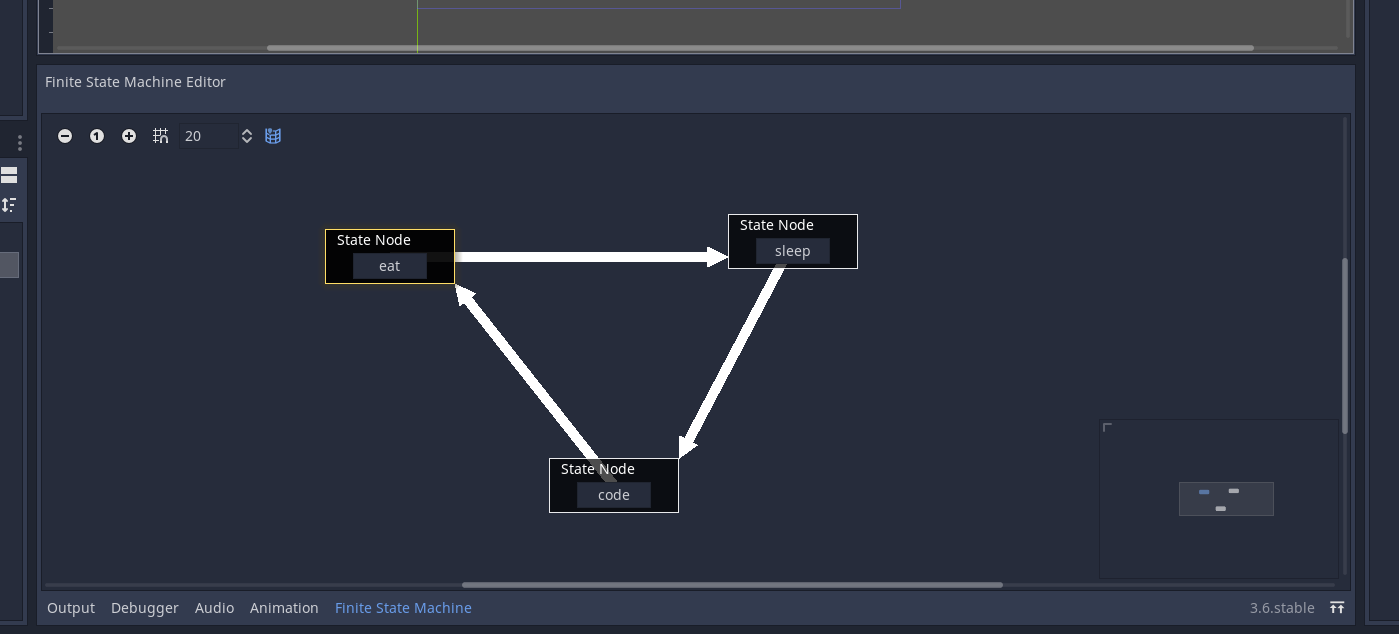 Finite State Machine Editor
1
20
State Node
eat
State Node
sleep
State Node
code
Output Debugger Audio Animation Finite State Machine 3.6.stable